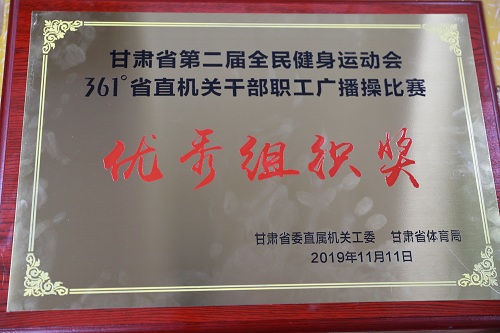 甘肃省第二届全民健身运动会
361°省直机关干部职工广播操比赛
优秀组织奖
甘肃省委直属机关工委 甘肃省体育局
2019年11月11日